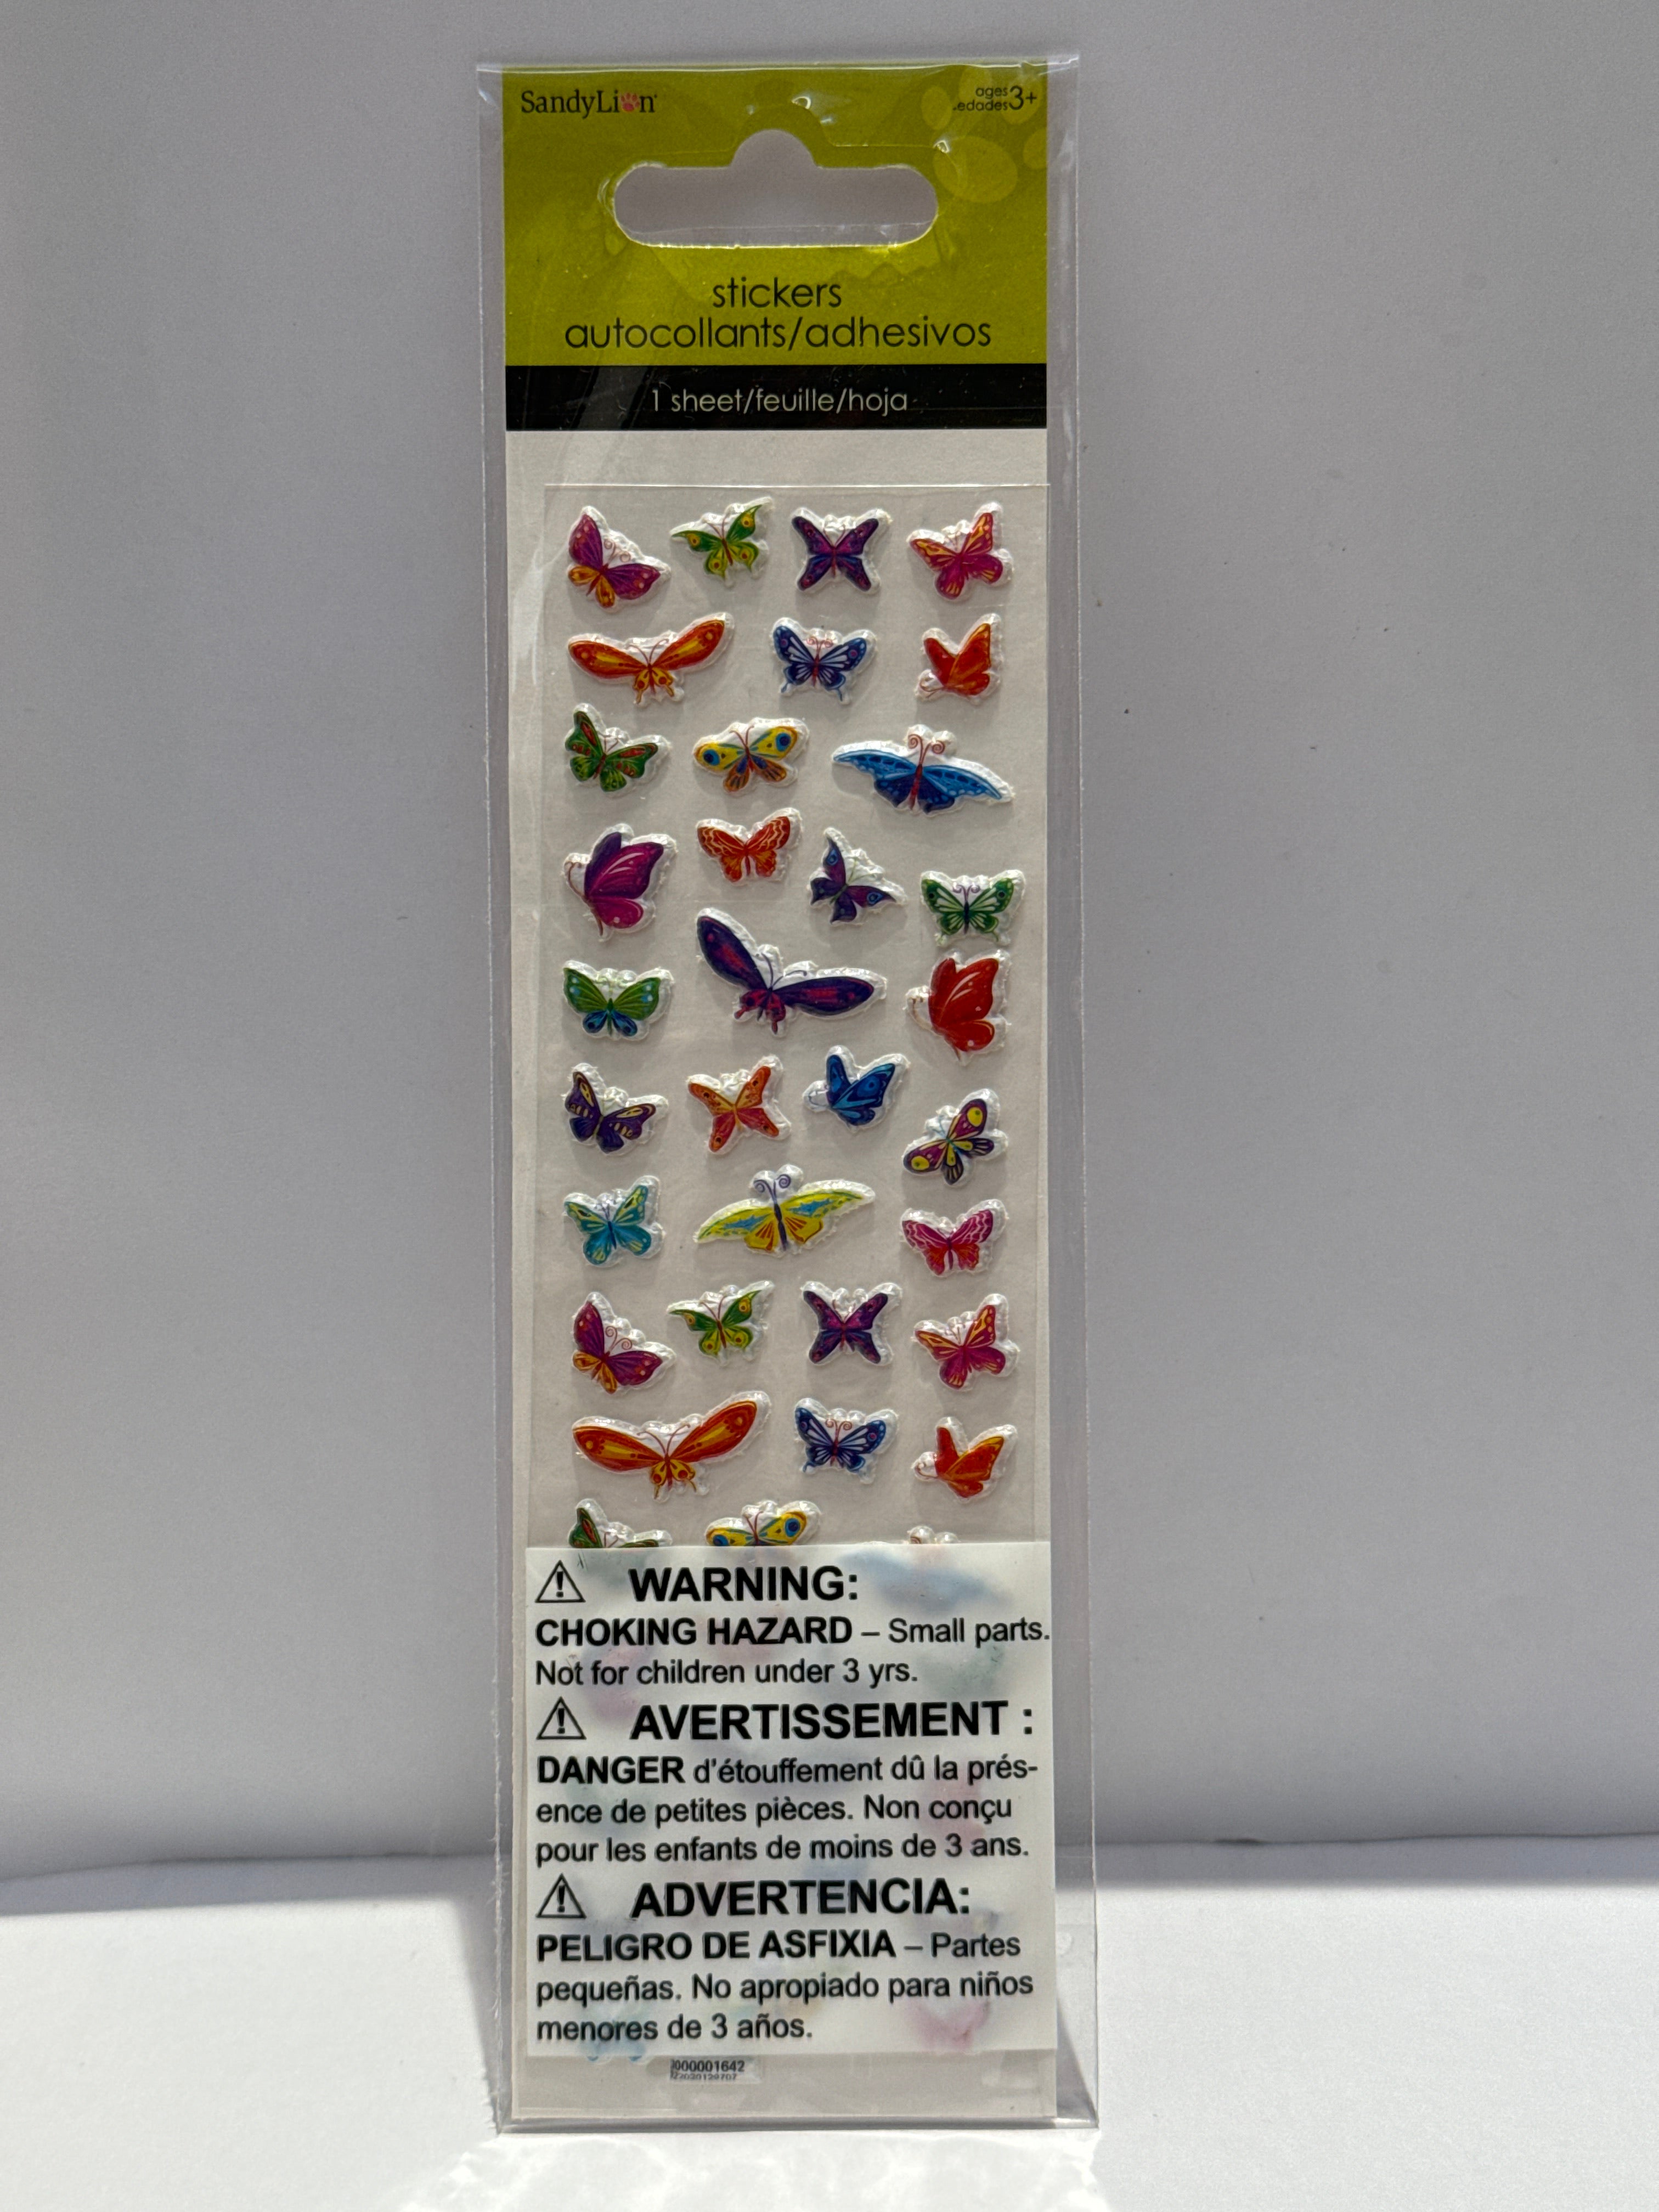 SandyLion
ages
edades 3+
stickers
autocollants/adhesivos
1 sheet/feuille/hoja
⚠ WARNING:
CHOKING HAZARD – Small parts.
Not for children under 3 yrs.
⚠ AVERTISSEMENT :
DANGER d'étouffement dû la prés-
ence de petites pièces. Non conçu
pour les enfants de moins de 3 ans.
⚠ ADVERTENCIA:
PELIGRO DE ASFIXIA – Partes
pequeñas. No apropiado para niños
menores de 3 años.
000001642